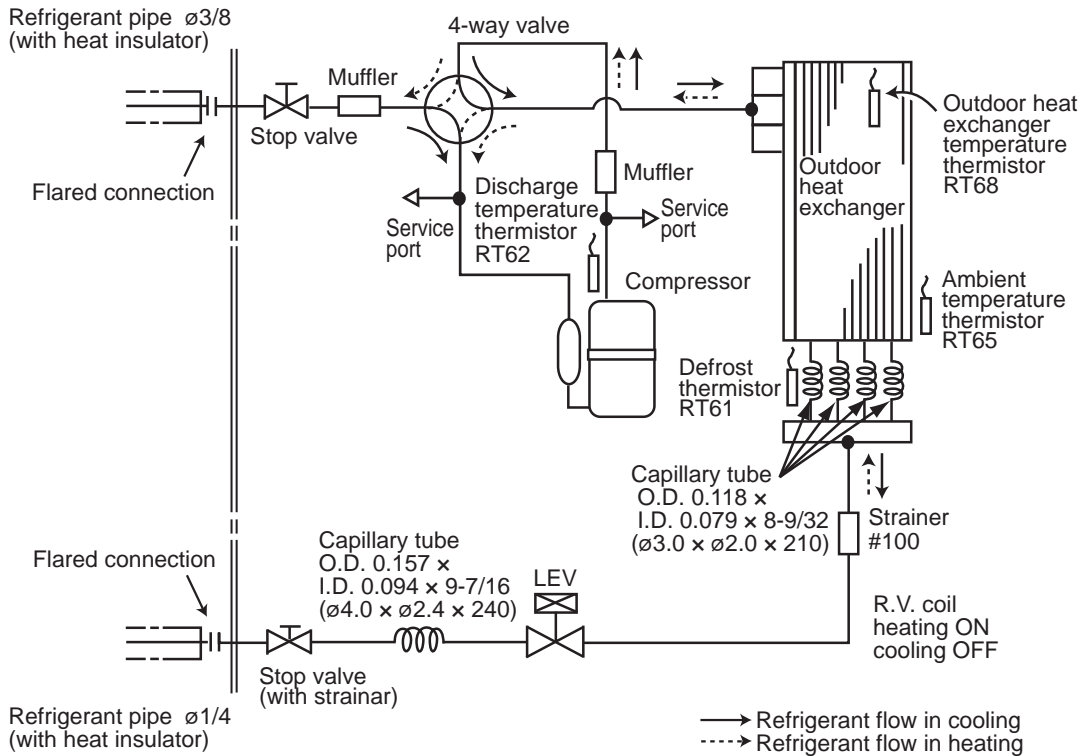 Refrigerant pipe ø3/8
(with heat insulator)
4-way valve
Muffler
Stop valve
Flared connection
Service
port
Discharge
temperature
thermistor
RT62
Muffler
Service
port
Compressor
Outdoor
heat
exchanger
Outdoor heat
exchanger
temperature
thermistor
RT68
Ambient
temperature
thermistor
RT65
Defrost
thermistor
RT61
Capillary tube
O.D. 0.118 ×
I.D. 0.079 × 8-9/32
(ø3.0 × ø2.0 × 210)
Strainer
#100
Flared connection
Capillary tube
O.D. 0.157 ×
I.D. 0.094 × 9-7/16
(ø4.0 × ø2.4 × 240)
LEV
R.V. coil
heating ON
cooling OFF
Stop valve
(with strainar)
Refrigerant pipe ø1/4
(with heat insulator)
Refrigerant flow in cooling
Refrigerant flow in heating